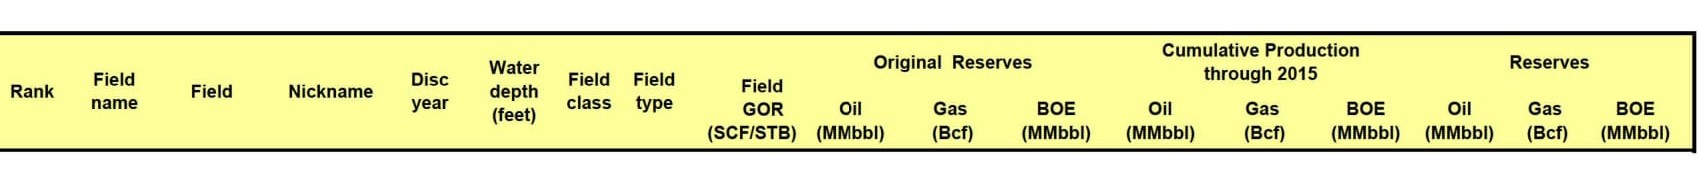 Rank
Field
name
Field
Nickname
Disc
year
Water
depth
(feet)
Field
class
Field
type
Field
GOR
(SCF/STB)
Original Reserves
Oil
(MMbbl)
Gas
(Bcf)
BOE
(MMbbl)
Cumulative Production
through 2015
Oil
(MMbbl)
Gas
(Bcf)
BOE
(MMbbl)
Reserves
Oil
(MMbbl)
Gas
(Bcf)
BOE
(MMbbl)